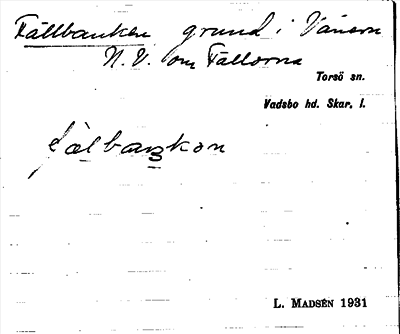 Fällbanken grund i Vänern
N.V. om Fällorna
Torsö sn.
Vadsbo hd. Skar. l.
fälbaŋkən
L. MADSÉN 1931